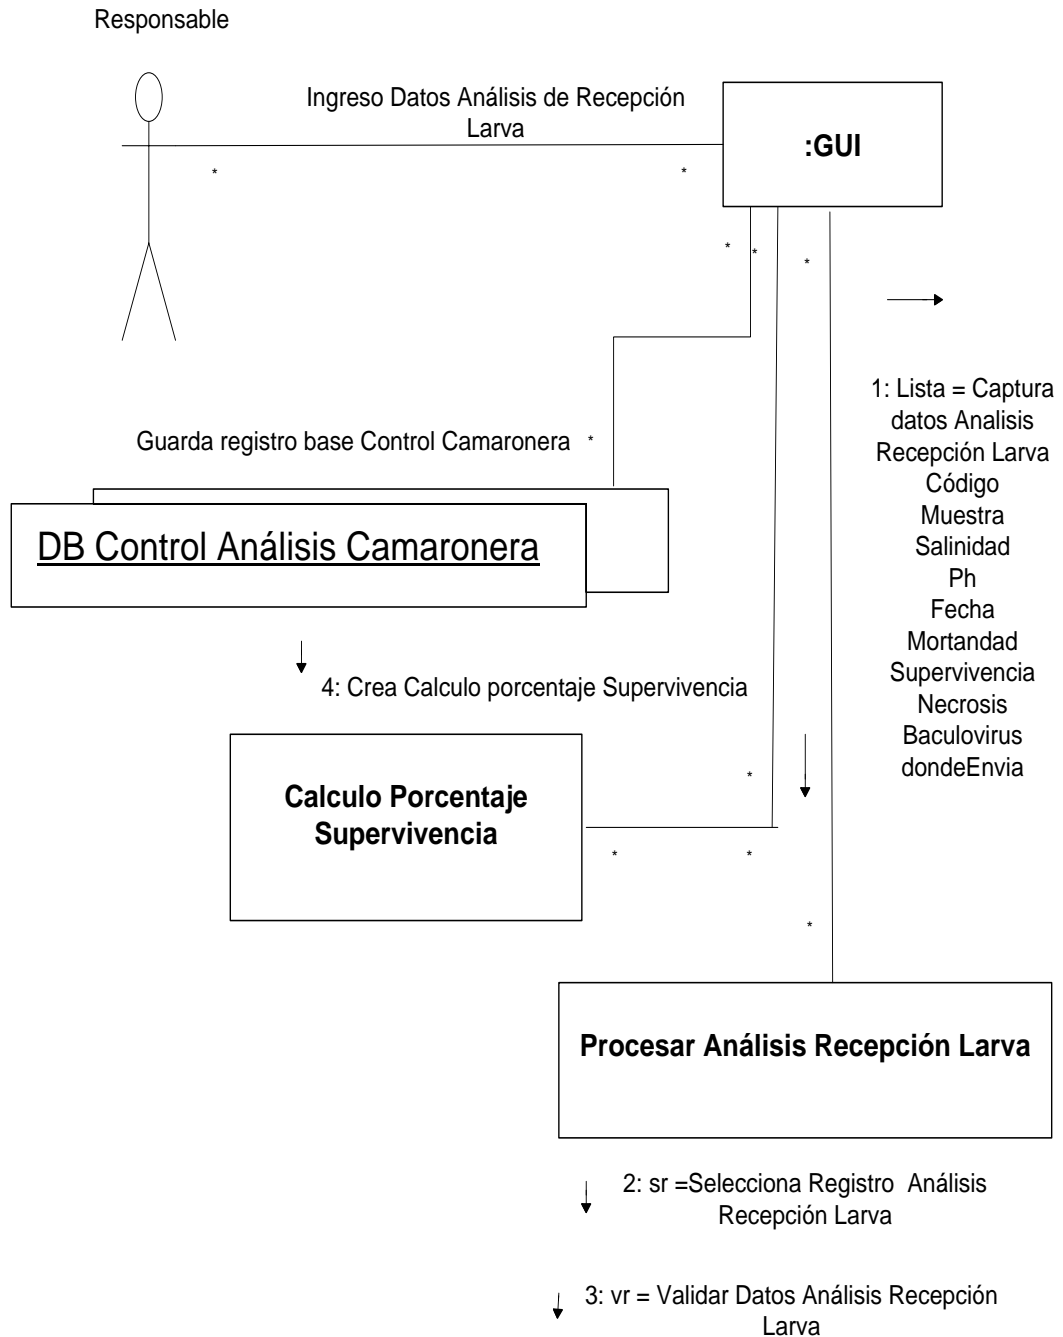 Responsable
Ingreso Datos Análisis de Recepción
Larva
:GUI
*
*
*
*
*
1: Lista = Captura
datos Analisis
Recepción Larva
Código
Muestra
Salinidad
Ph
Fecha
Mortandad
Supervivencia
Necrosis
Baculovirus
dondeEnvia
Guarda registro base Control Camaronera *
DB Control Análisis Camaronera
4: Crea Calculo porcentaje Supervivencia
Calculo Porcentaje
Supervivencia
*
*
*
*
Procesar Análisis Recepción Larva
2: sr =Selecciona Registro Análisis
Recepción Larva
3: vr = Validar Datos Análisis Recepción
Larva